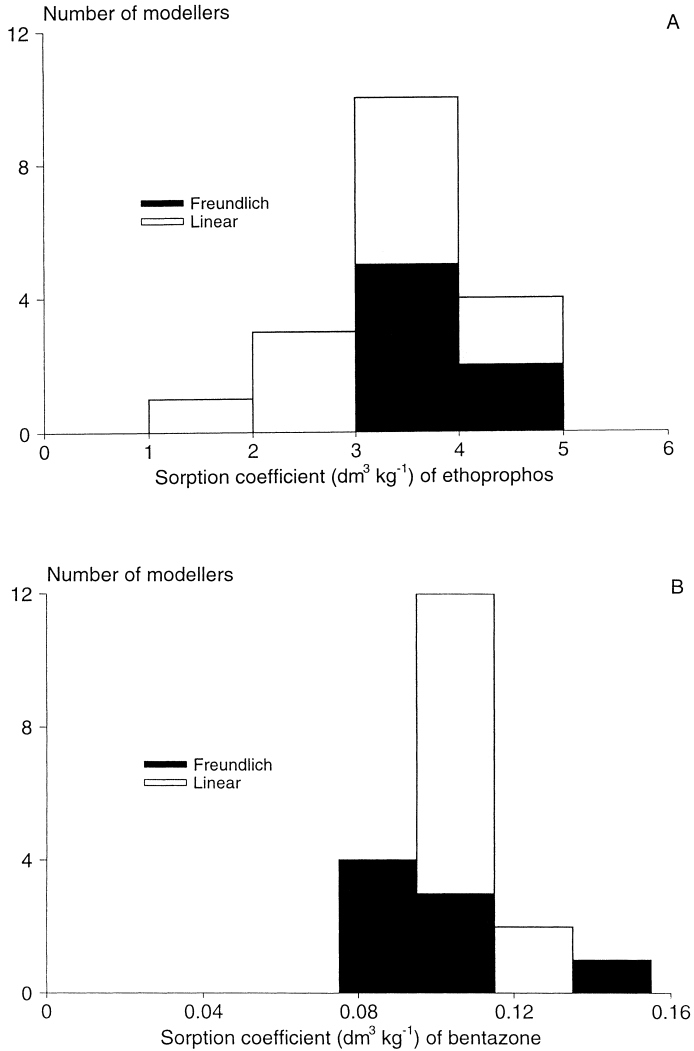 Number of modellers
A
12
8
Freundlich
Linear
4
0
0 1 2 3 4 5 6
Sorption coefficient (dm³ kg⁻¹) of ethoprophos
Number of modellers
B
12
8
Freundlich
Linear
4
0
0 0.04 0.08 0.12 0.16
Sorption coefficient (dm³ kg⁻¹) of bentazone